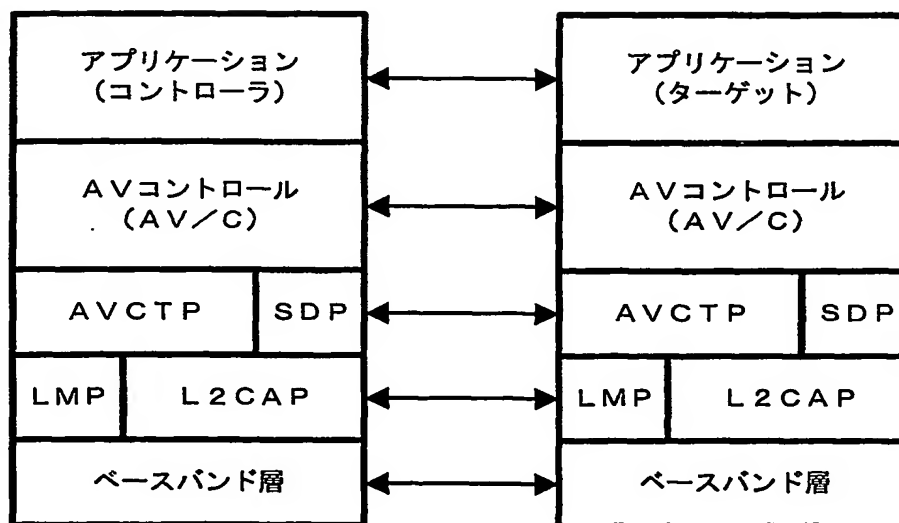 アプリケーション
(コントローラ)
アプリケーション
(ターゲット)
AVコントロール
(AV/C)
AVコントロール
(AV/C)
AVCTP
SDP
AVCTP
SDP
LMP
L2CAP
LMP
L2CAP
ベースバンド層
ベースバンド層